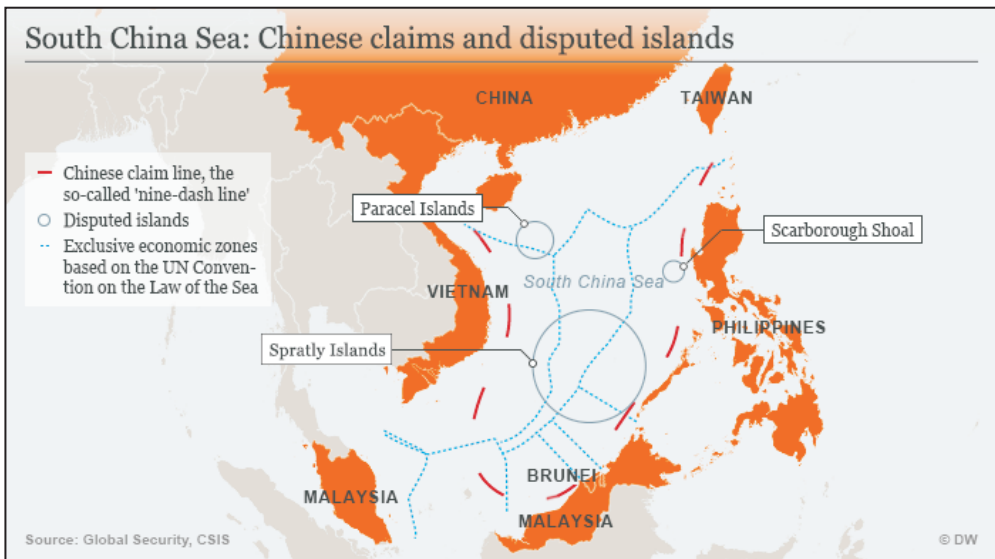 South China Sea: Chinese claims and disputed islands
CHINA
TAIWAN
Chinese claim line, the
so-called 'nine-dash line'
Disputed islands
Exclusive economic zones
based on the UN Conven-
tion on the Law of the Sea
Paracel Islands
Scarborough Shoal
South China Sea
VIETNAM
PHILIPPINES
Spratly Islands
BRUNEI
MALAYSIA
MALAYSIA
Source: Global Security, CSIS
© DW